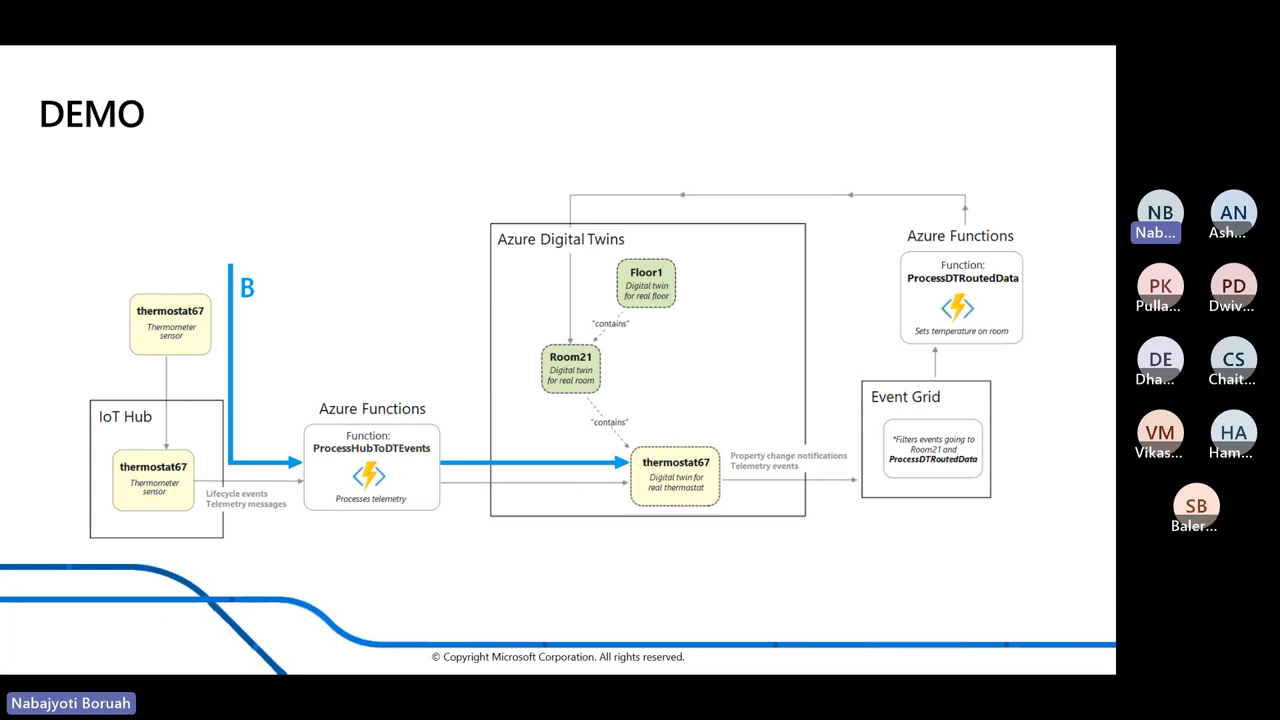 DEMO
B
thermostat67
Thermometer
sensor
IoT Hub
thermostat67
Thermometer
sensor
Lifecycle events
Telemetry messages
Azure Functions
Function:
ProcessHubToDTEvents
Processes telemetry
Azure Digital Twins
Floor1
Digital twin
for real floor
"contains"
Room21
Digital twin
for real room
"contains"
thermostat67
Digital twin for
real thermostat
Property change notifications
Telemetry events
Azure Functions
Function:
ProcessDTRoutedData
Sets temperature on room
Event Grid
*Filters events going to
Room21 and
ProcessDTRoutedData
© Copyright Microsoft Corporation. All rights reserved.
NB
Nab...
AN
Ash...
PK
Pulla...
PD
Dwiv...
DE
Dha...
CS
Chait...
VM
Vikas...
HA
Ham...
SB
Baler...
Nabajyoti Boruah